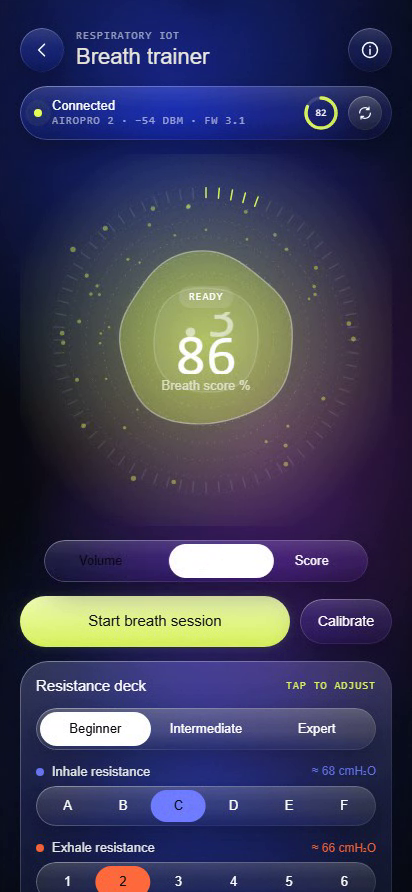 RESPIRATORY IOT
Breath trainer
Connected
AIROPRO 2 · −54 DBM · FW 3.1
82
READY
.3
86
Breath score %
Volume
Score
Start breath session
Calibrate
Resistance deck
TAP TO ADJUST
Beginner
Intermediate
Expert
Inhale resistance
≈ 68 cmH₂O
A B C D E F
Exhale resistance
≈ 66 cmH₂O
1 2 3 4 5 6